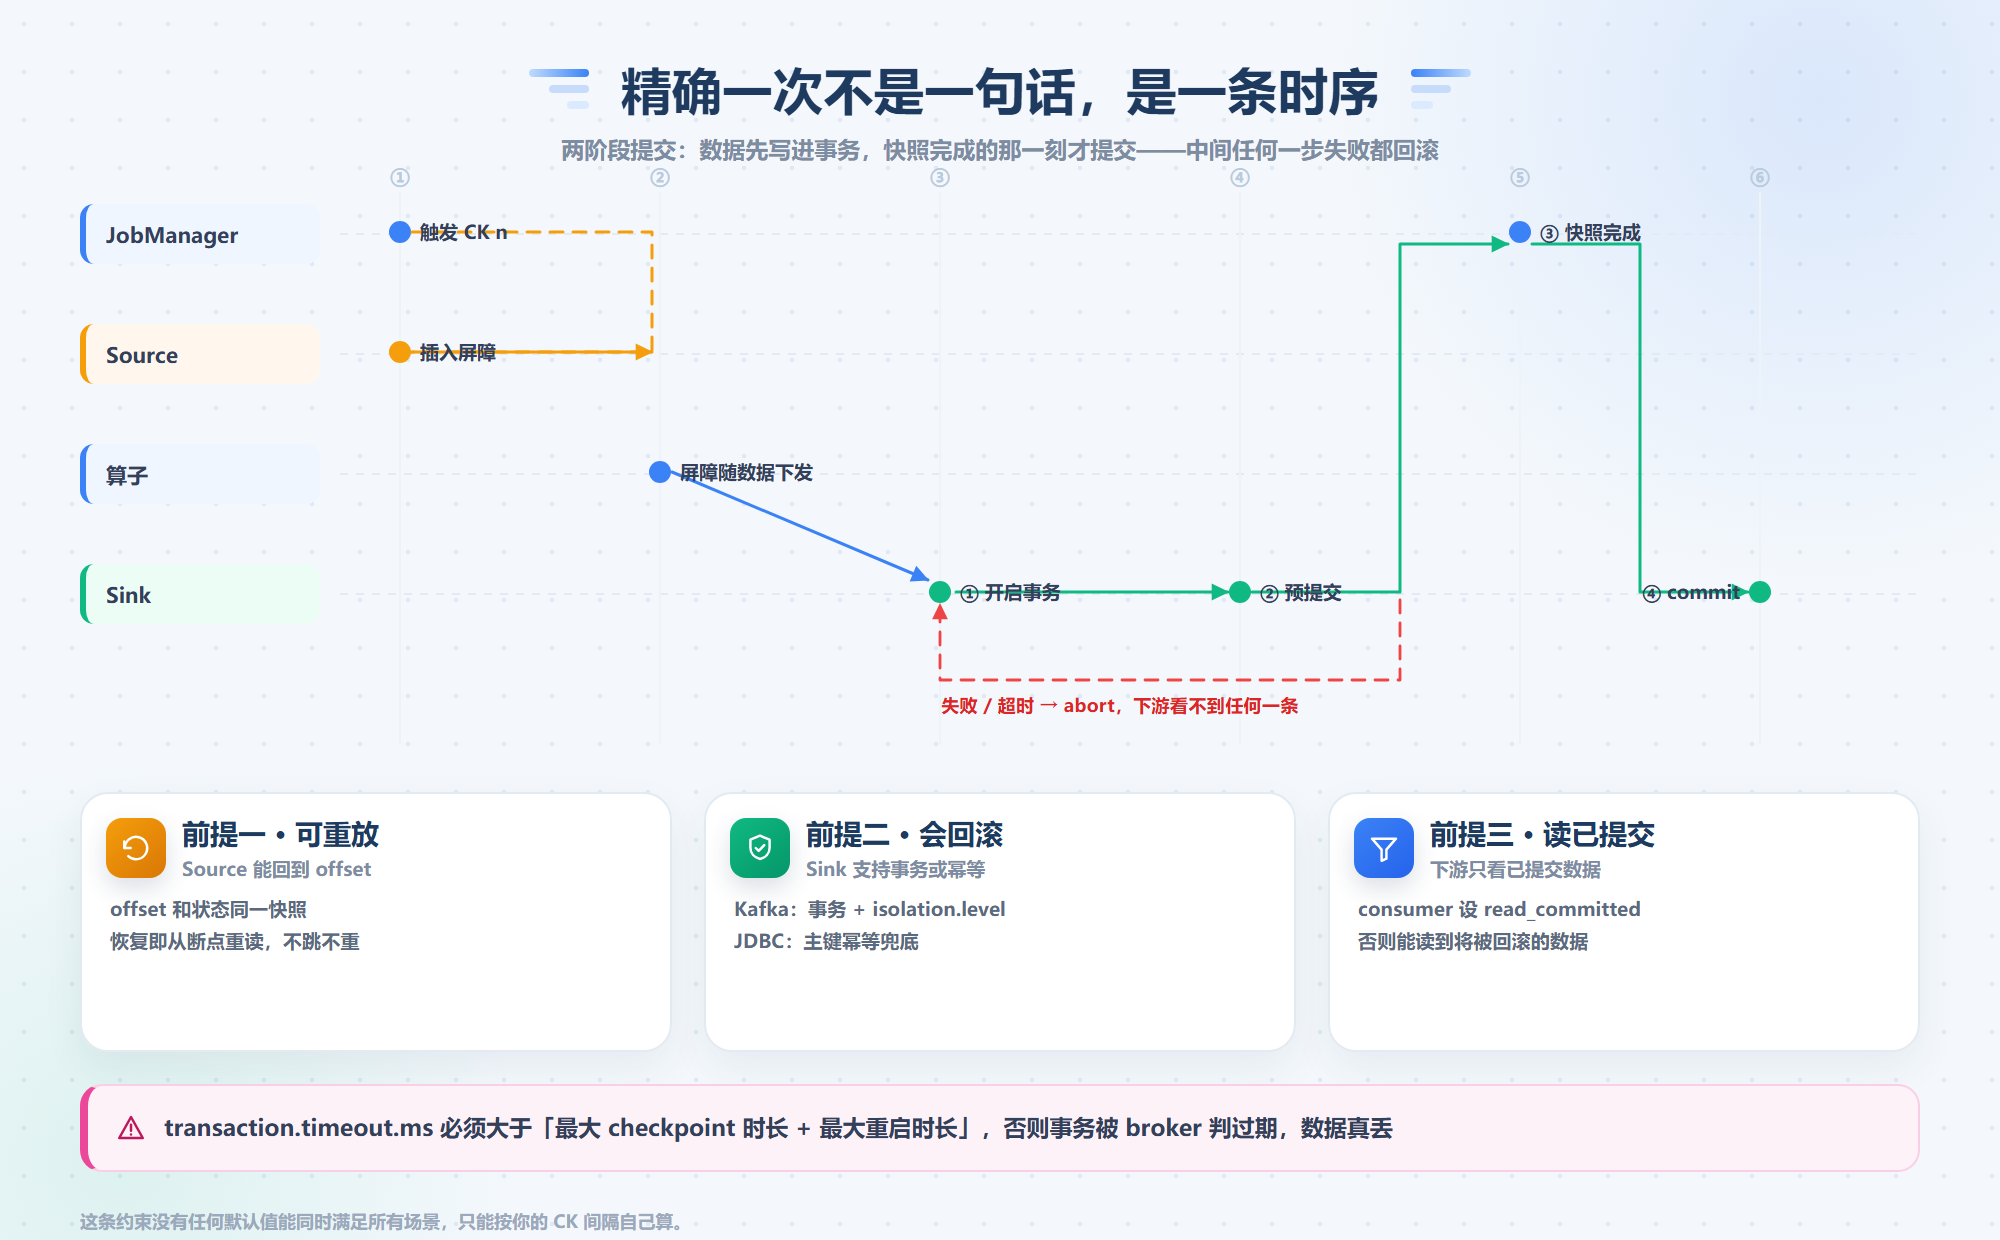 精确一次不是一句话，是一条时序
两阶段提交：数据先写进事务，快照完成的那一刻才提交——中间任何一步失败都回滚
① ② ③ ④ ⑤ ⑥
JobManager
触发 CK n
③ 快照完成
Source
插入屏障
算子
屏障随数据下发
Sink
① 开启事务
② 预提交
④ commit
失败 / 超时 → abort，下游看不到任何一条
前提一 · 可重放
Source 能回到 offset
offset 和状态同一快照
恢复即从断点重读，不跳不重
前提二 · 会回滚
Sink 支持事务或幂等
Kafka：事务 + isolation.level
JDBC：主键幂等兜底
前提三 · 读已提交
下游只看已提交数据
consumer 设 read_committed
否则能读到将被回滚的数据
transaction.timeout.ms 必须大于「最大 checkpoint 时长 + 最大重启时长」，否则事务被 broker 判过期，数据真丢
这条约束没有任何默认值能同时满足所有场景，只能按你的 CK 间隔自己算。